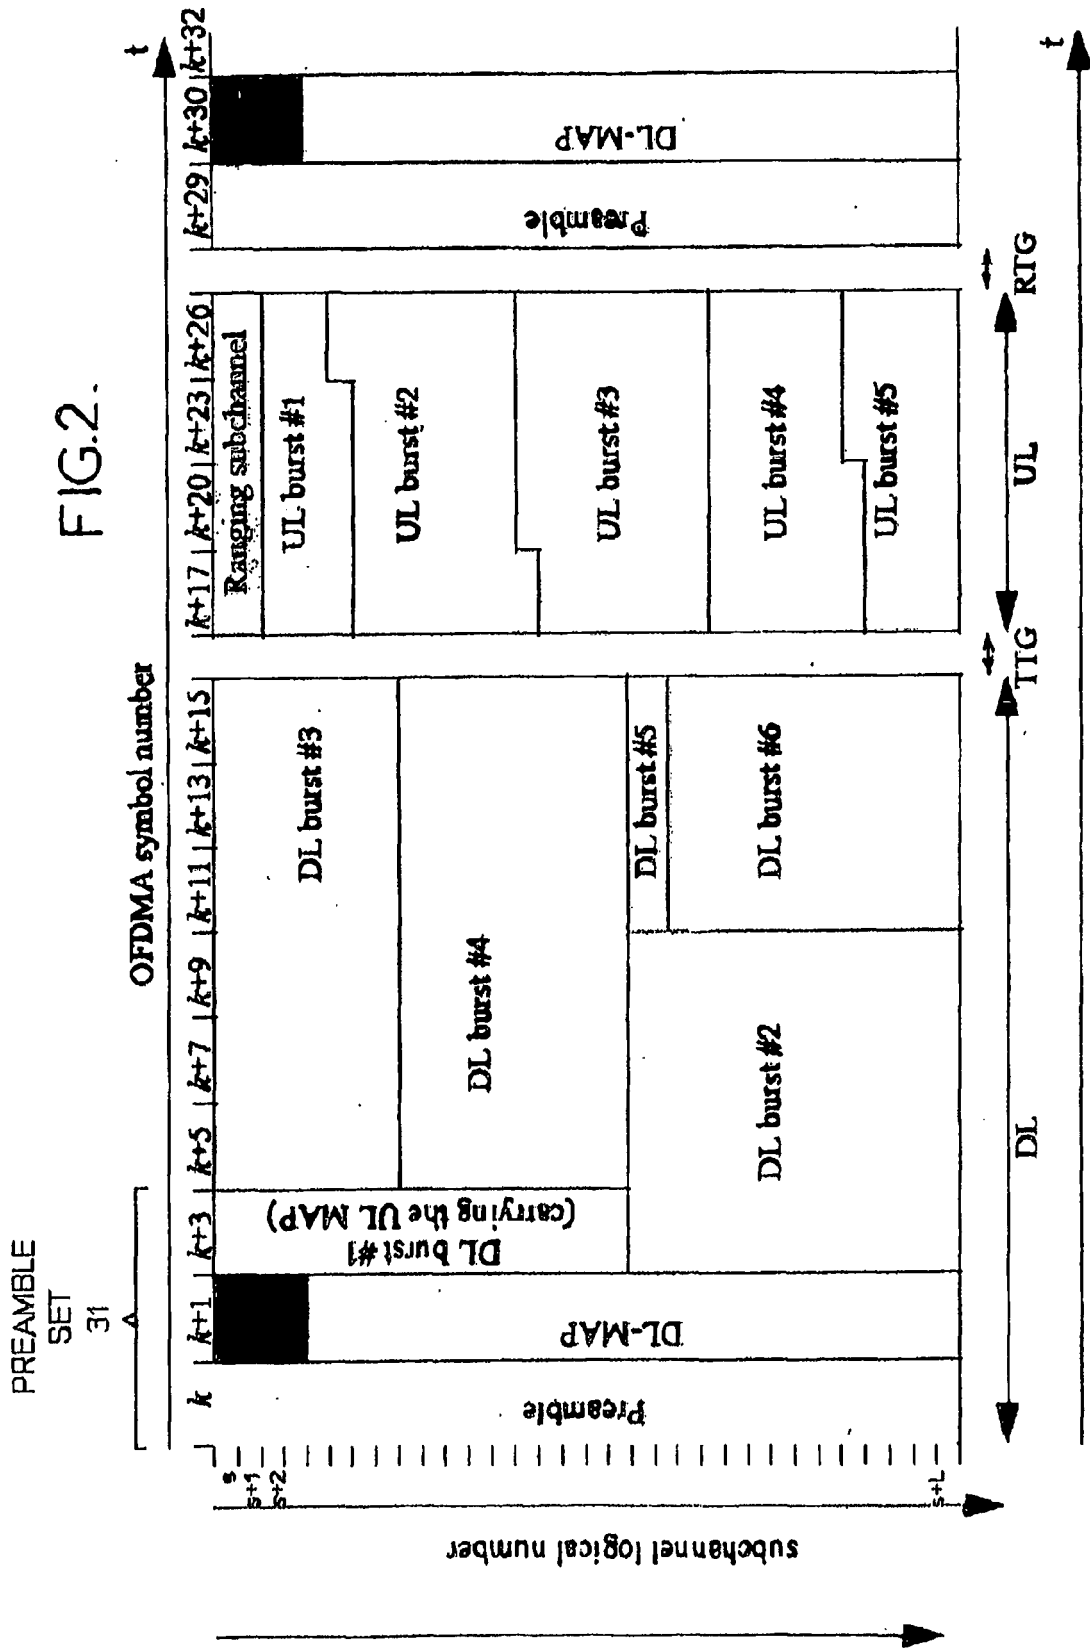 FIG.2.
PREAMBLE
SET
31
OFDMA symbol number
t
k
k+1
k+3
k+5
k+7
k+9
k+11
k+13
k+15
k+17
k+20
k+23
k+26
k+29
k+30
k+32
s
s+1
s+2
s+L
subchannel logical number
Preamble
DL-MAP
DL burst #1
(carrying the UL MAP)
DL burst #3
DL burst #4
DL burst #2
DL burst #5
DL burst #6
Ranging subchannel
UL burst #1
UL burst #2
UL burst #3
UL burst #4
UL burst #5
Preamble
DL-MAP
DL
TTG
UL
RTG
t